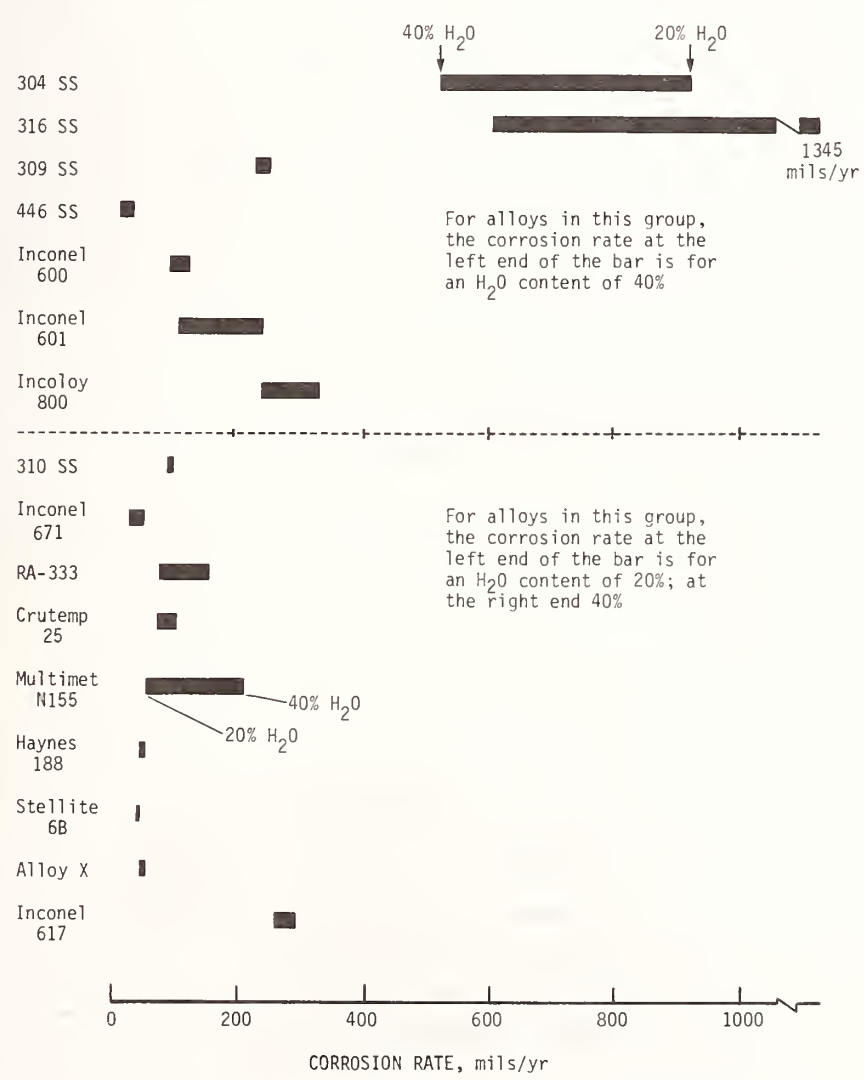 40% H2O 20% H2O
304 SS
316 SS
1345
mils/yr
309 SS
446 SS
For alloys in this group,
the corrosion rate at the
left end of the bar is for
an H2O content of 40%
Inconel
600
Inconel
601
Incoloy
800
310 SS
Inconel
671
For alloys in this group,
the corrosion rate at the
left end of the bar is for
an H2O content of 20%; at
the right end 40%
RA-333
Crutemp
25
Multimet
N155
40% H2O
20% H2O
Haynes
188
Stellite
6B
Alloy X
Inconel
617
0 200 400 600 800 1000
CORROSION RATE, mils/yr